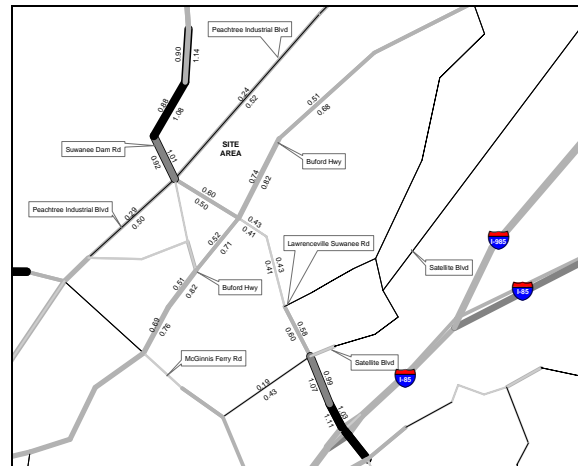 Peachtree Industrial Blvd
0.90
1.14
0.24
0.52
0.51
0.68
0.88
1.08
Suwanee Dam Rd
1.01
0.92
SITE
AREA
Buford Hwy
0.74
0.82
0.60
0.50
Peachtree Industrial Blvd
0.29
0.50
0.43
0.41
0.52
0.71
Lawrenceville Suwanee Rd
I-985
0.43
0.41
Satellite Blvd
0.51
0.82
Buford Hwy
I-85
0.69
0.76
0.58
0.60
McGinnis Ferry Rd
Satellite Blvd
0.19
0.43
0.99
1.07
I-85
1.03
1.11